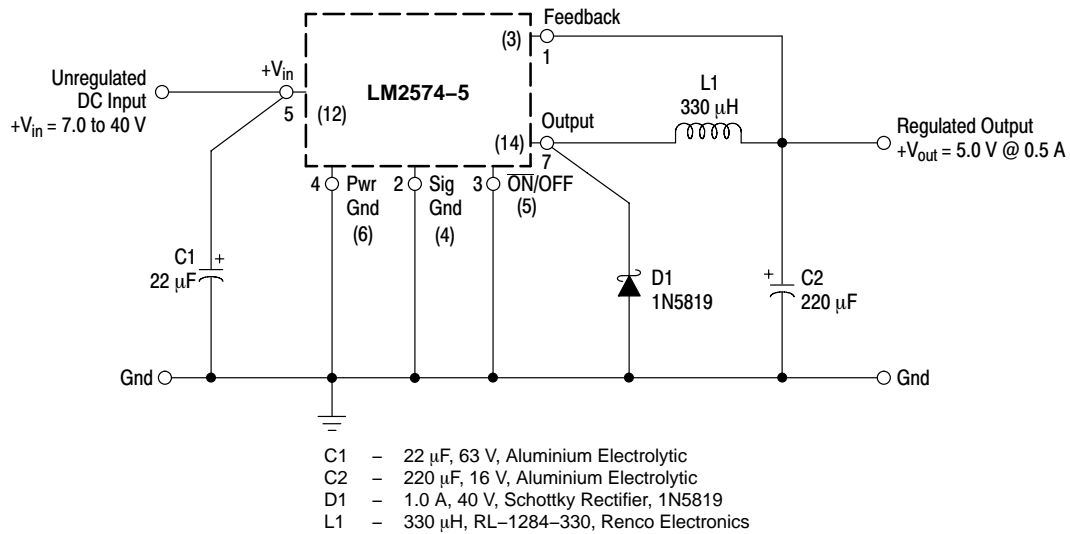 Feedback
(3)
1
Unregulated
DC Input
+Vin = 7.0 to 40 V
+Vin
5
(12)
LM2574–5
L1
330 μH
Output
(14)
7
Regulated Output
+Vout = 5.0 V @ 0.5 A
4 Pwr
Gnd
(6)
2 Sig
Gnd
(4)
3 ON/OFF
(5)
C1
22 μF
+
D1
1N5819
+
C2
220 μF
Gnd
Gnd
C1 – 22 μF, 63 V, Aluminium Electrolytic
C2 – 220 μF, 16 V, Aluminium Electrolytic
D1 – 1.0 A, 40 V, Schottky Rectifier, 1N5819
L1 – 330 μH, RL–1284–330, Renco Electronics